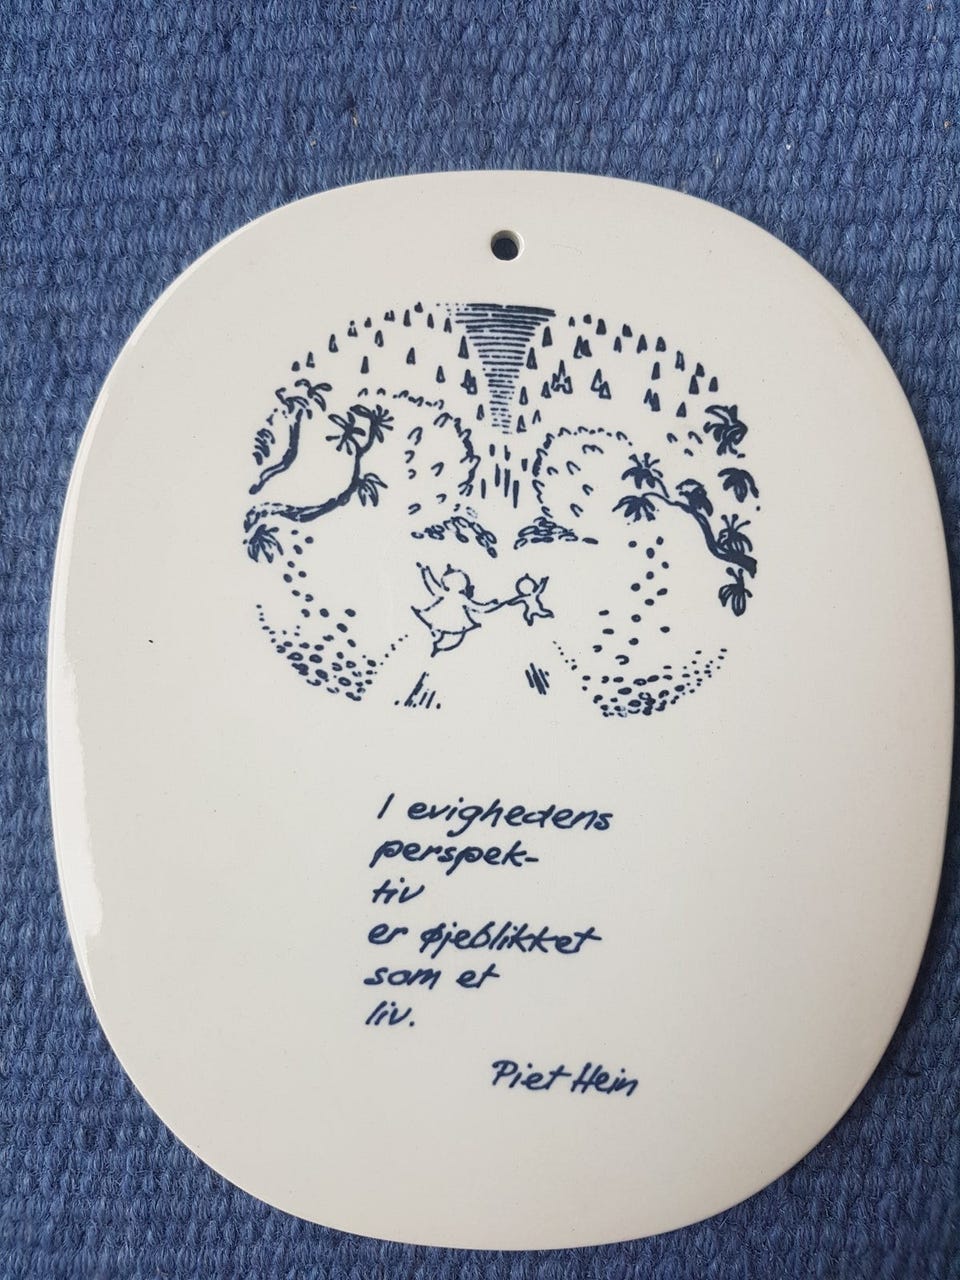 I evighedens
perspek-
tiv
er øjeblikket
som et
liv.
Piet Hein